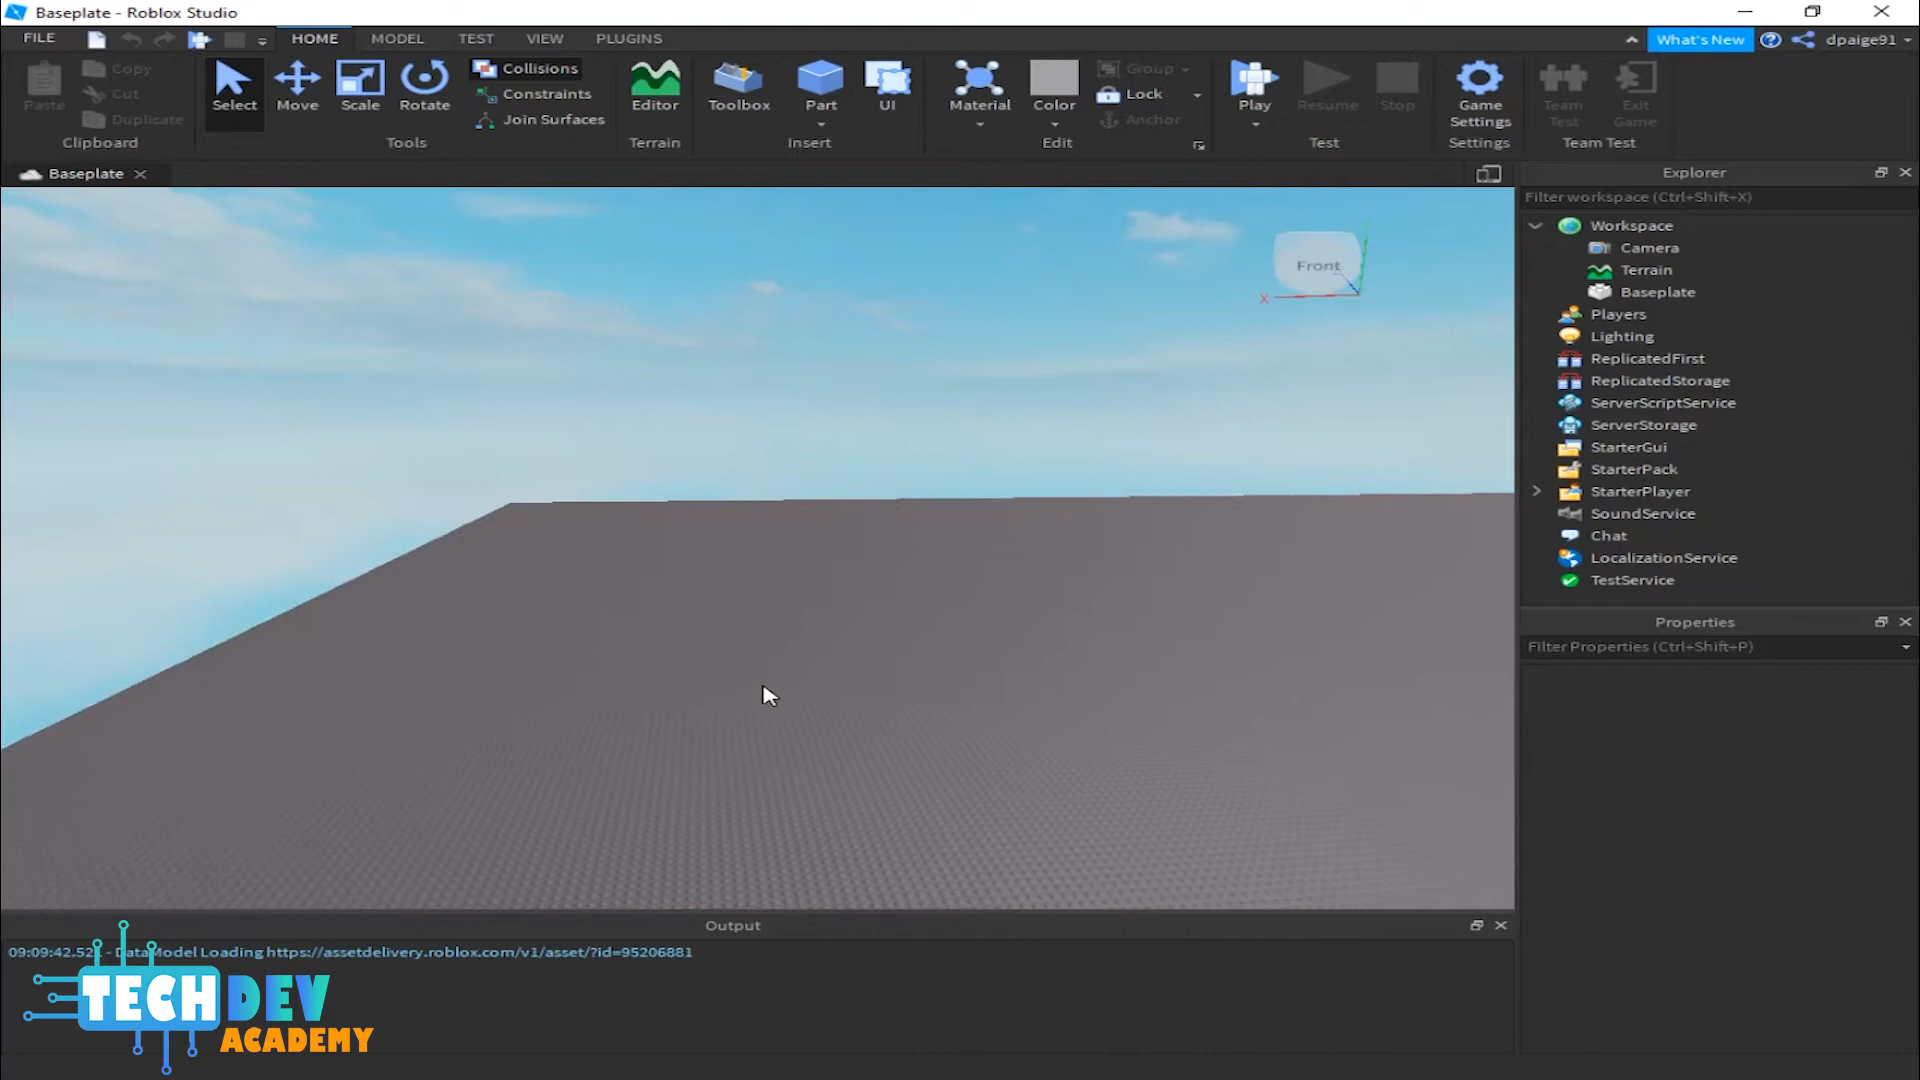 Baseplate - Roblox Studio
FILE HOME MODEL TEST VIEW PLUGINS What's New dpaige91
Paste Copy Cut Duplicate
Clipboard
Select Move Scale Rotate
Collisions
Constraints
Join Surfaces
Tools
Editor
Terrain
Toolbox Part UI
Insert
Material Color
Group
Lock
Anchor
Edit
Play Resume Stop
Test
Game Settings
Settings
Team Test
Exit Game
Team Test
Baseplate
Front
X
Explorer
Filter workspace (Ctrl+Shift+X)
Workspace
Camera
Terrain
Baseplate
Players
Lighting
ReplicatedFirst
ReplicatedStorage
ServerScriptService
ServerStorage
StarterGui
StarterPack
StarterPlayer
SoundService
Chat
LocalizationService
TestService
Properties
Filter Properties (Ctrl+Shift+P)
Output
DataModel Loading https://assetdelivery.roblox.com/v1/asset/?id=95206881
TECH DEV
ACADEMY